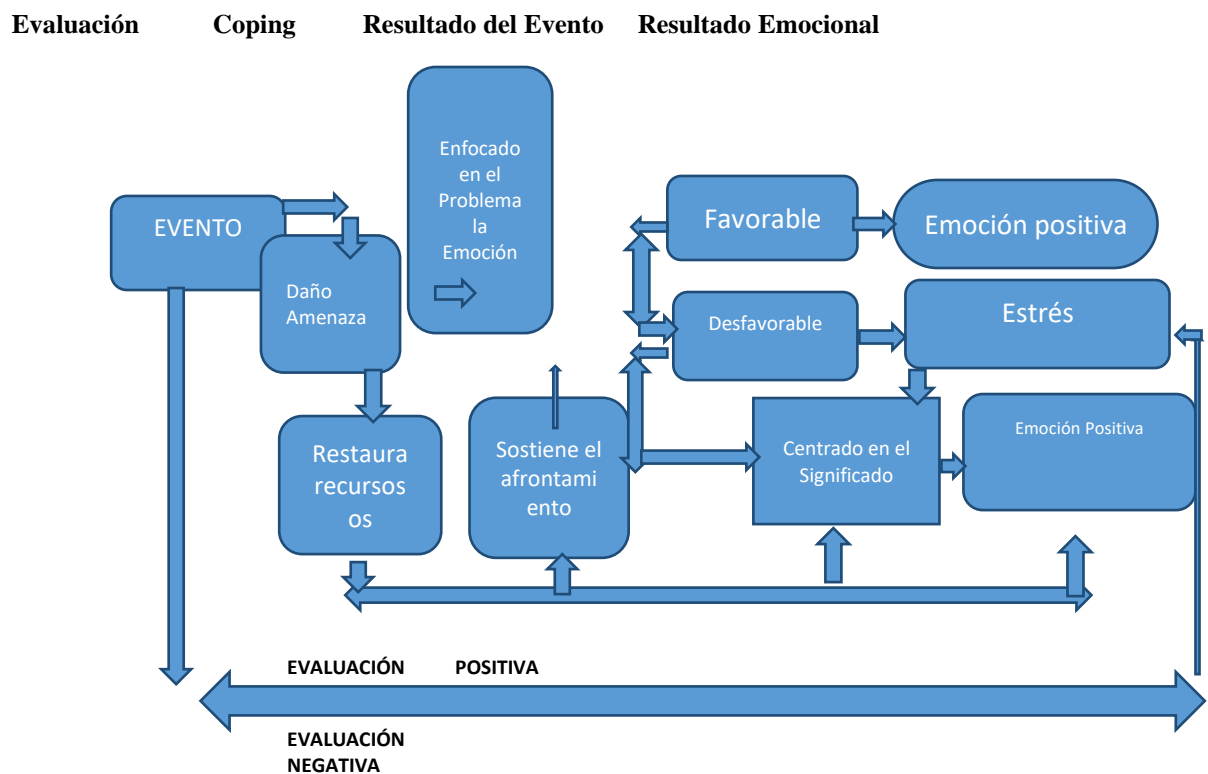 Evaluación Coping Resultado del Evento Resultado Emocional
Enfocado
en el
Problema
la
Emoción
EVENTO
Favorable
Emoción positiva
Daño
Amenaza
Desfavorable
Estrés
Restaura
recursos
os
Sostiene el
afrontami
ento
Centrado en el
Significado
Emoción Positiva
EVALUACIÓN POSITIVA
EVALUACIÓN
NEGATIVA